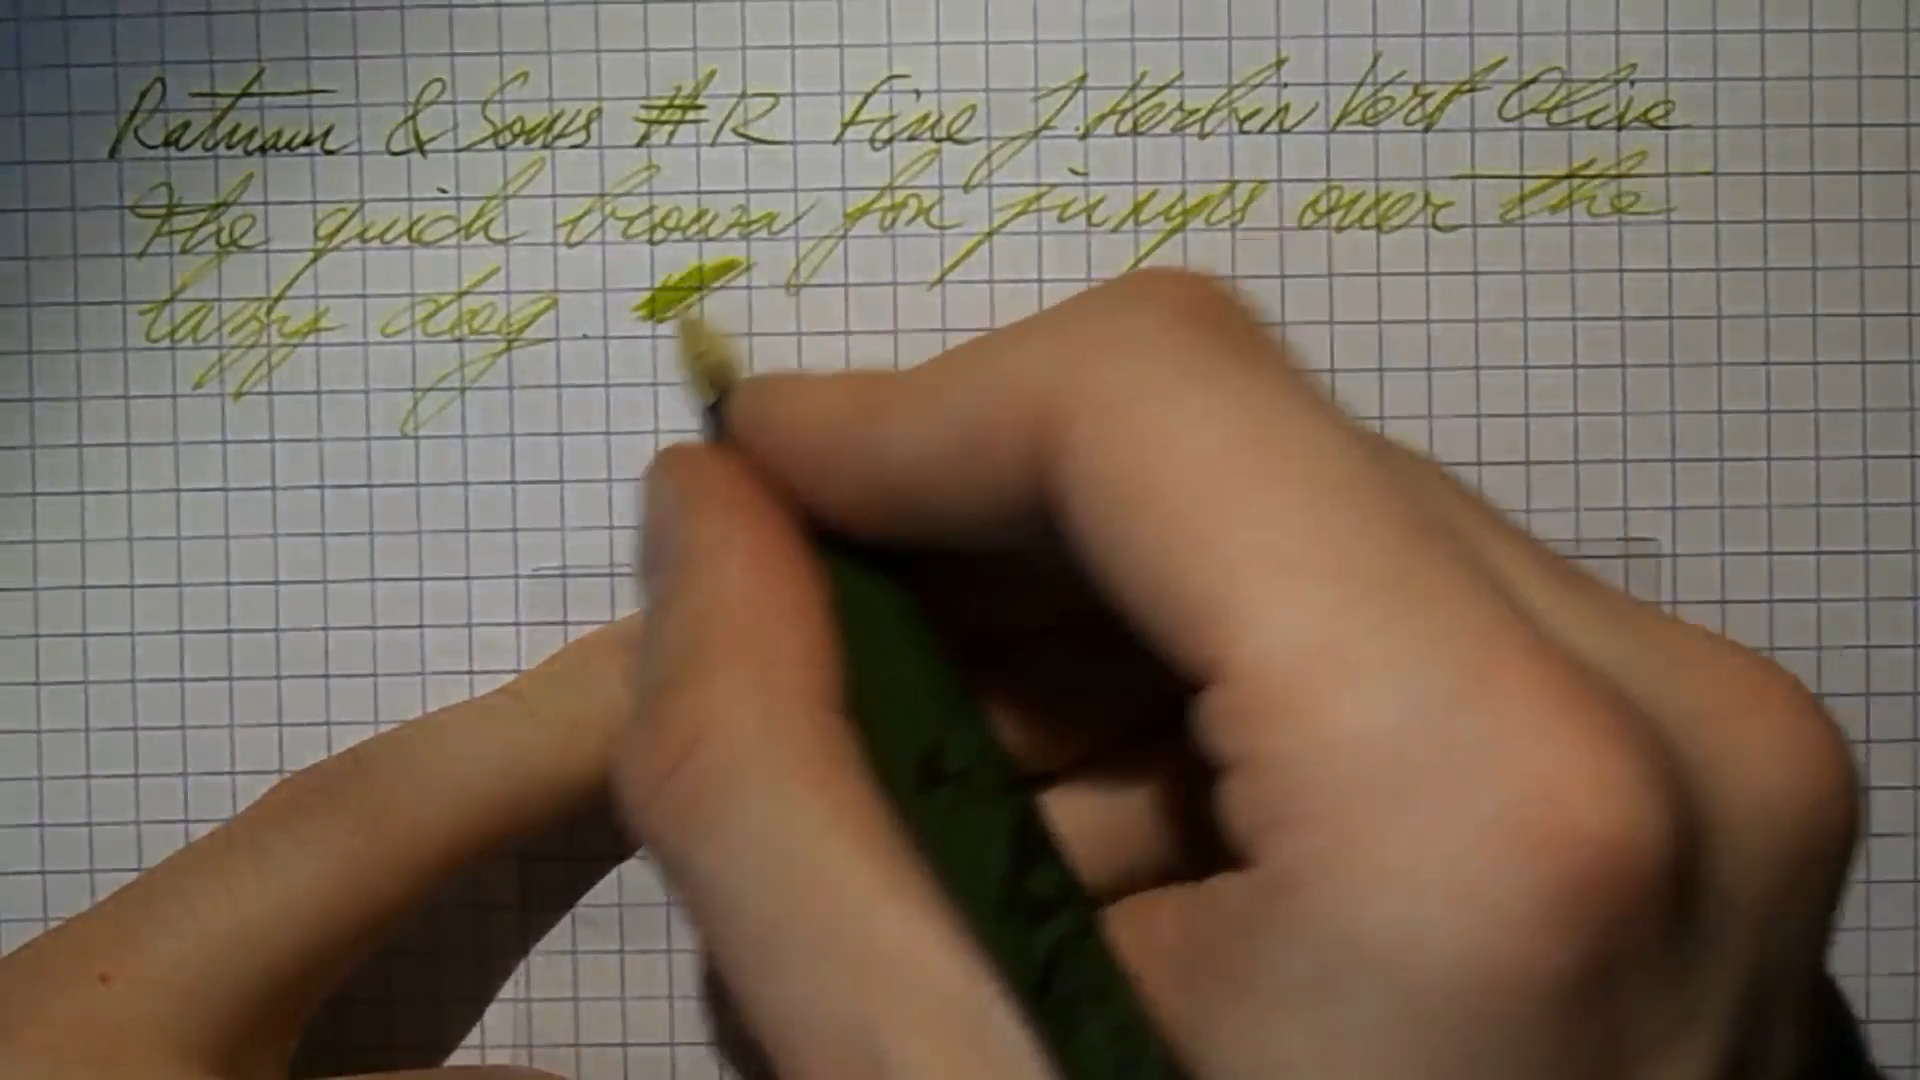 Ratnam & Sons #12 Fine J. Herbin Vert Olive
The quick brown fox jumps over the
lazy dog.